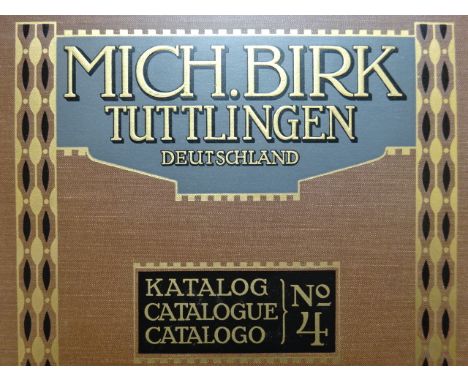 MICH. BIRK
TUTTLINGEN
DEUTSCHLAND
KATALOG
CATALOGUE
CATALOGO
No 4